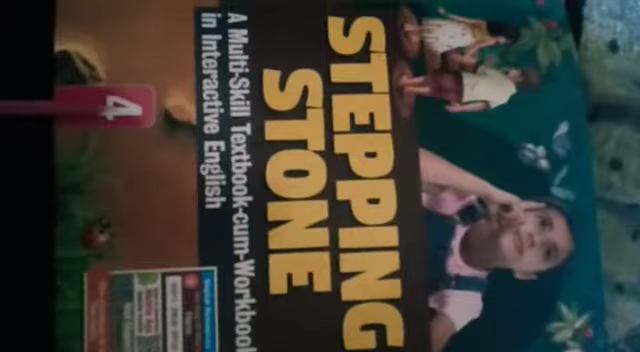 STEPPING
STONE
A Multi-Skill Textbook-cum-Workbook
in Interactive English
4